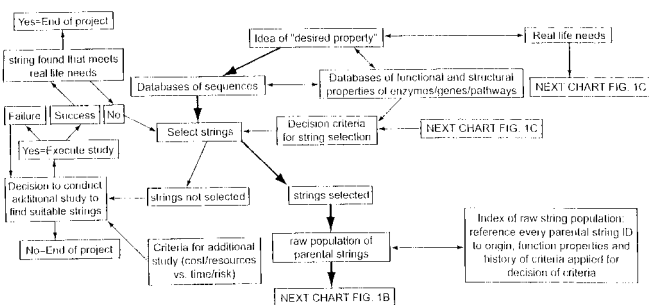 Yes=End of project
Idea of "desired property"
Real life needs
string found that meets
real life needs
Databases of sequences
Databases of functional and structural
properties of enzymes/genes/pathways
NEXT CHART FIG. 1C
Failure
Success
No
Select strings
Decision criteria
for string selection
NEXT CHART FIG. 1C
Yes=Execute study
Decision to conduct
additional study to
find suitable strings
strings not selected
strings selected
No=End of project
Criteria for additional
study (cost/resources
vs. time/risk)
raw population of
parental strings
Index of raw string population:
reference every parental string ID
to origin, function properties and
history of criteria applied for
decision of criteria
NEXT CHART FIG. 1B